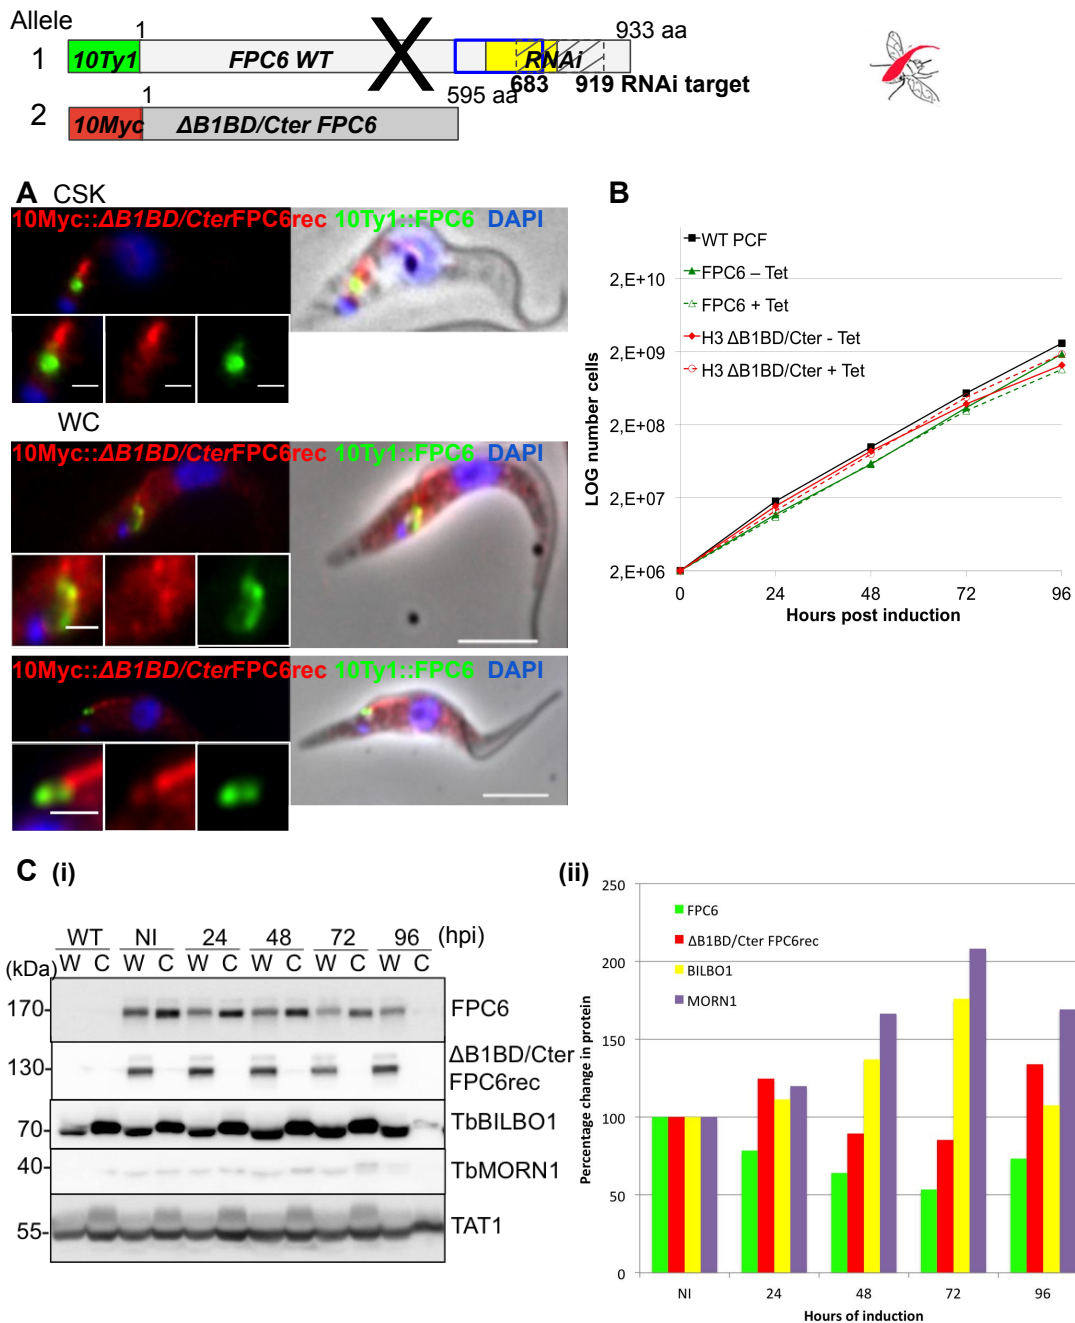 Allele
1 933 aa
1 10Ty1 FPC6 WT X RNAi
595 aa 683 919 RNAi target
1
2 10Myc ΔB1BD/Cter FPC6
A CSK
10Myc::ΔB1BD/CterFPC6rec 10Ty1::FPC6 DAPI
WC
10Myc::ΔB1BD/CterFPC6rec 10Ty1::FPC6 DAPI
10Myc::ΔB1BD/CterFPC6rec 10Ty1::FPC6 DAPI
B
WT PCF
FPC6 – Tet
FPC6 + Tet
H3 ΔB1BD/Cter - Tet
H3 ΔB1BD/Cter + Tet
LOG number cells
2,E+10
2,E+09
2,E+08
2,E+07
2,E+06
0 24 48 72 96
Hours post induction
C (i)
WT NI 24 48 72 96 (hpi)
(kDa) W C W C W C W C W C W C
170- FPC6
130- ΔB1BD/Cter
FPC6rec
70- TbBILBO1
40- TbMORN1
55- TAT1
(ii)
Percentage change in protein
250
200
150
100
50
0
FPC6
ΔB1BD/Cter FPC6rec
BILBO1
MORN1
NI 24 48 72 96
Hours of induction